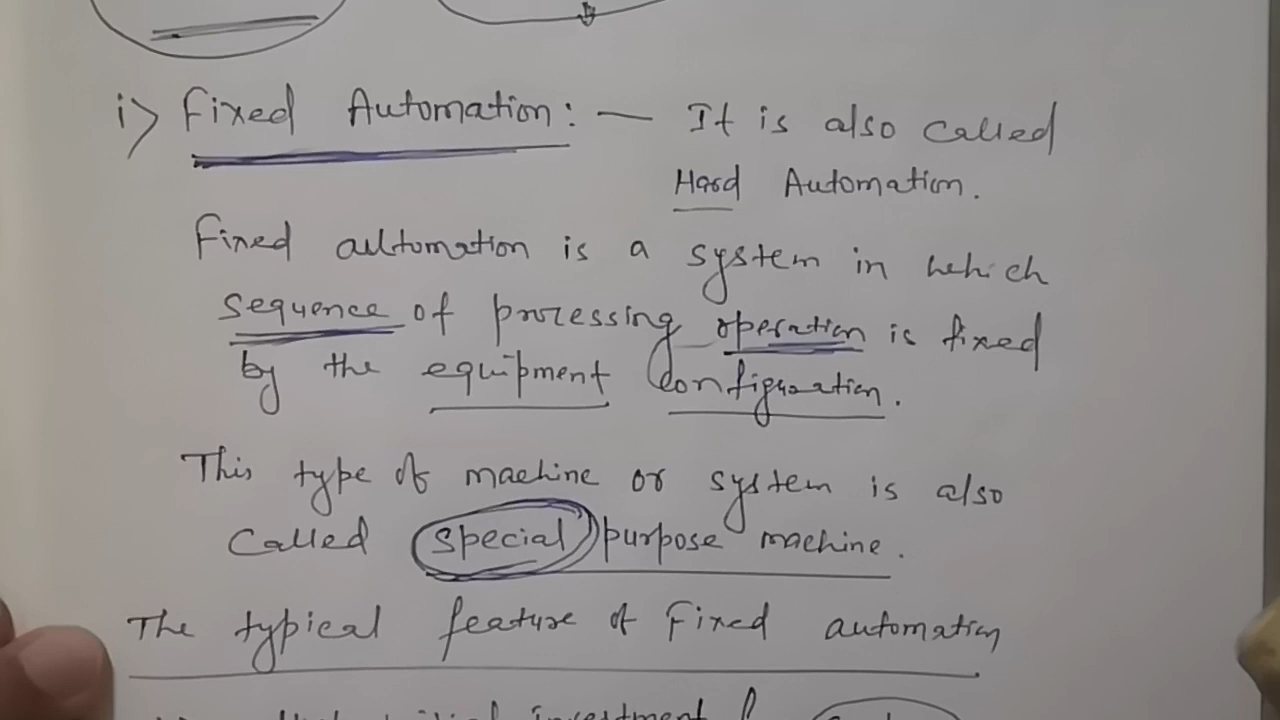 i) Fixed Automation: — It is also called
Hard Automation.
Fixed automation is a system in which
sequence of processing operation is fixed
by the equipment configuration.
This type of machine or system is also
called special purpose machine.
The typical feature of Fixed automation
initial investment